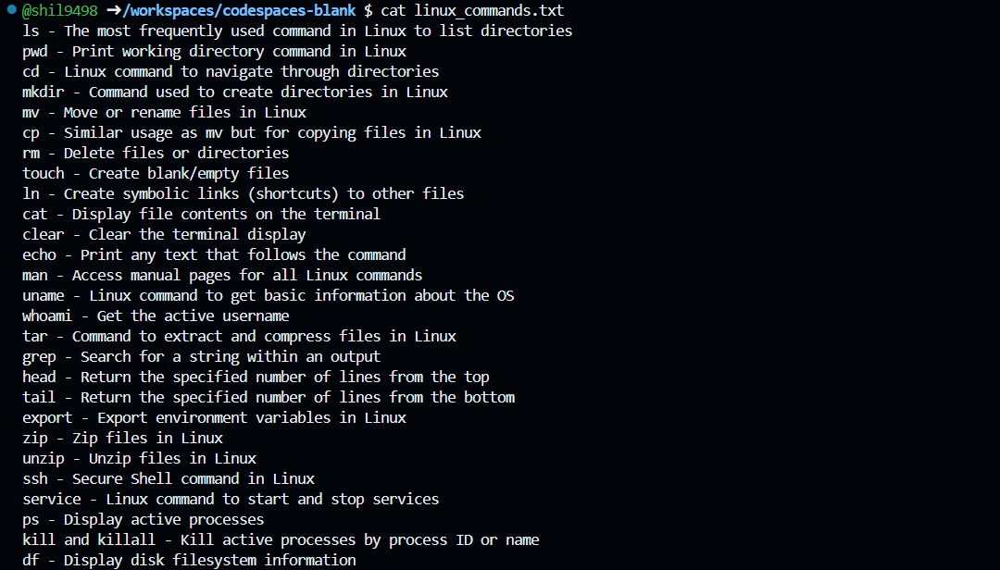 @shil9498 ➜/workspaces/codespaces-blank $ cat linux_commands.txt
ls - The most frequently used command in Linux to list directories
pwd - Print working directory command in Linux
cd - Linux command to navigate through directories
mkdir - Command used to create directories in Linux
mv - Move or rename files in Linux
cp - Similar usage as mv but for copying files in Linux
rm - Delete files or directories
touch - Create blank/empty files
ln - Create symbolic links (shortcuts) to other files
cat - Display file contents on the terminal
clear - Clear the terminal display
echo - Print any text that follows the command
man - Access manual pages for all Linux commands
uname - Linux command to get basic information about the OS
whoami - Get the active username
tar - Command to extract and compress files in Linux
grep - Search for a string within an output
head - Return the specified number of lines from the top
tail - Return the specified number of lines from the bottom
export - Export environment variables in Linux
zip - Zip files in Linux
unzip - Unzip files in Linux
ssh - Secure Shell command in Linux
service - Linux command to start and stop services
ps - Display active processes
kill and killall - Kill active processes by process ID or name
df - Display disk filesystem information